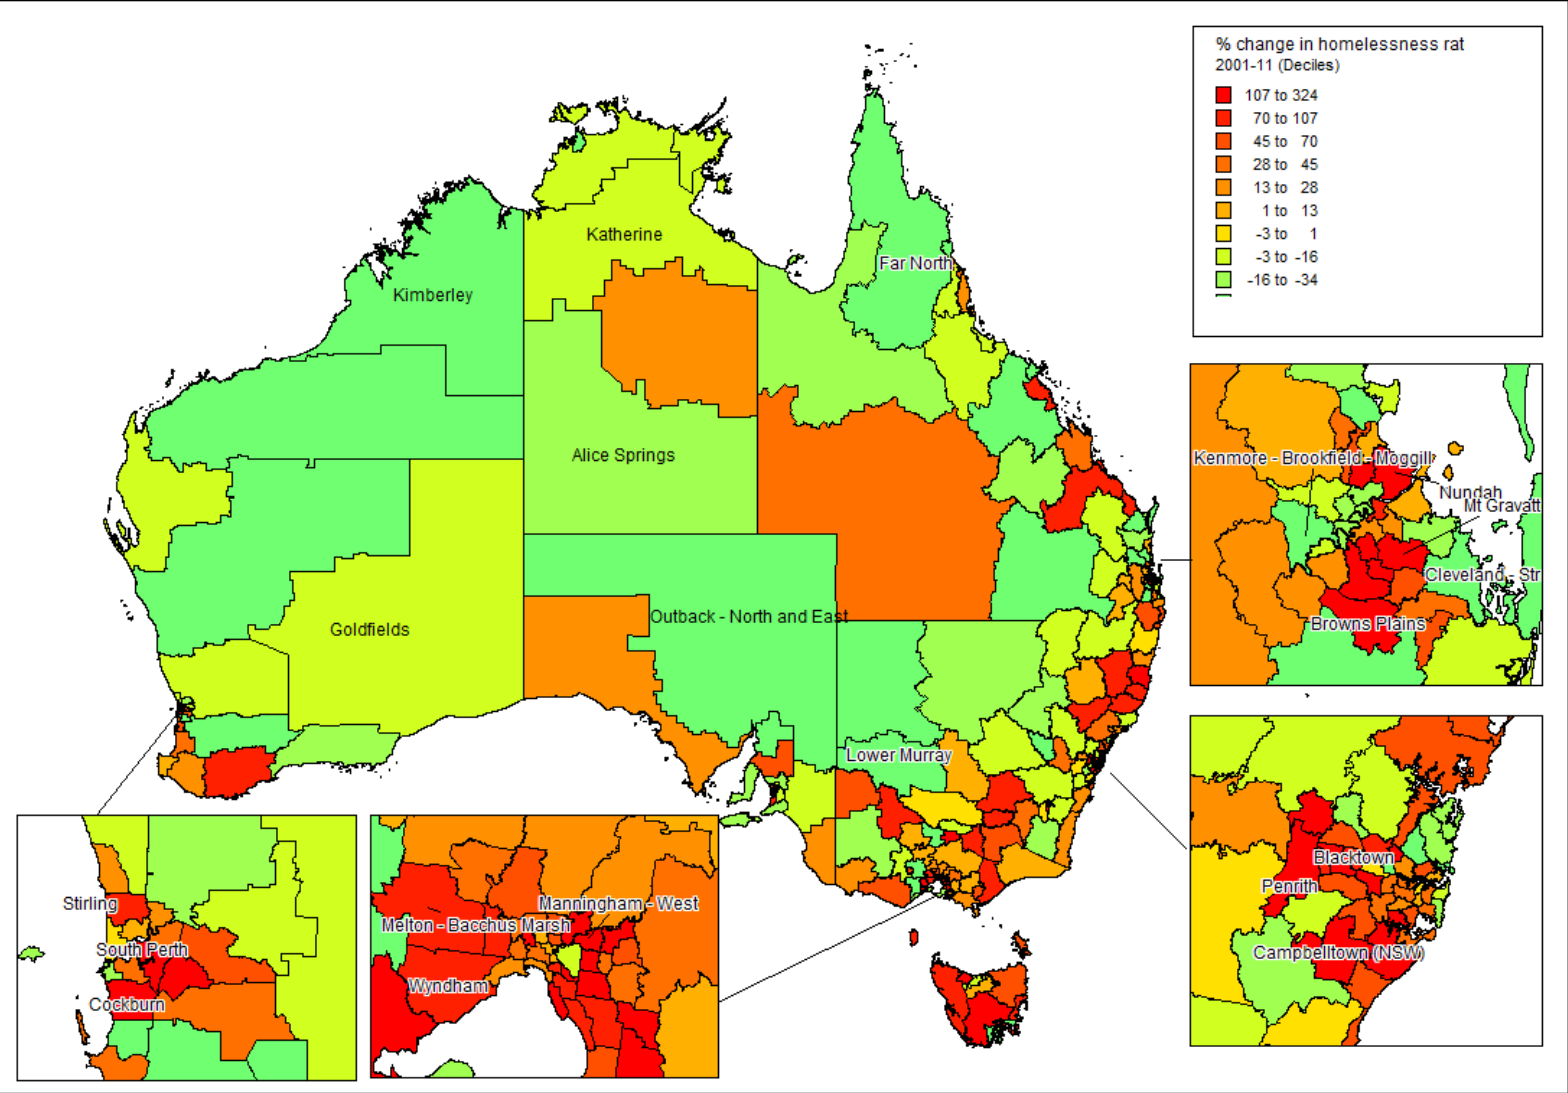 % change in homelessness rat
2001-11 (Deciles)
107 to 324
70 to 107
45 to 70
28 to 45
13 to 28
1 to 13
-3 to 1
-3 to -16
-16 to -34
Katherine
Far North
Kimberley
Alice Springs
Kenmore - Brookfield - Moggill
Nundah
Mt Gravatt
Cleveland - Str
Browns Plains
Outback - North and East
Goldfields
Lower Murray
Blacktown
Penrith
Campbelltown (NSW)
Stirling
South Perth
Cockburn
Manningham - West
Melton - Bacchus Marsh
Wyndham